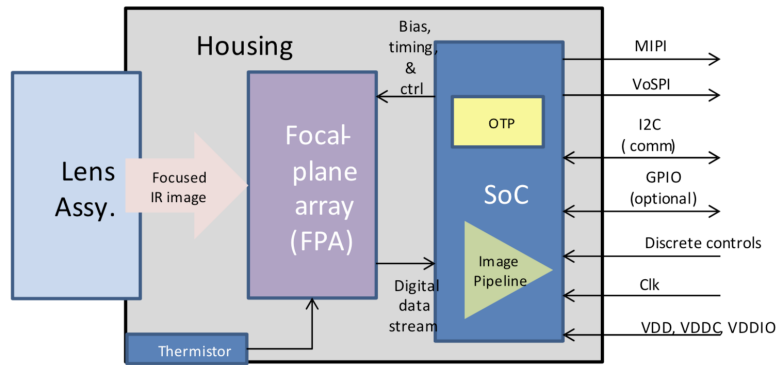 Housing
Lens
Assy.
Focused
IR image
Focal-
plane
array
(FPA)
Bias,
timing,
&
ctrl
Digital
data
stream
OTP
SoC
Image
Pipeline
Thermistor
MIPI
VoSPI
I2C
( comm)
GPIO
(optional)
Discrete controls
Clk
VDD, VDDC, VDDIO